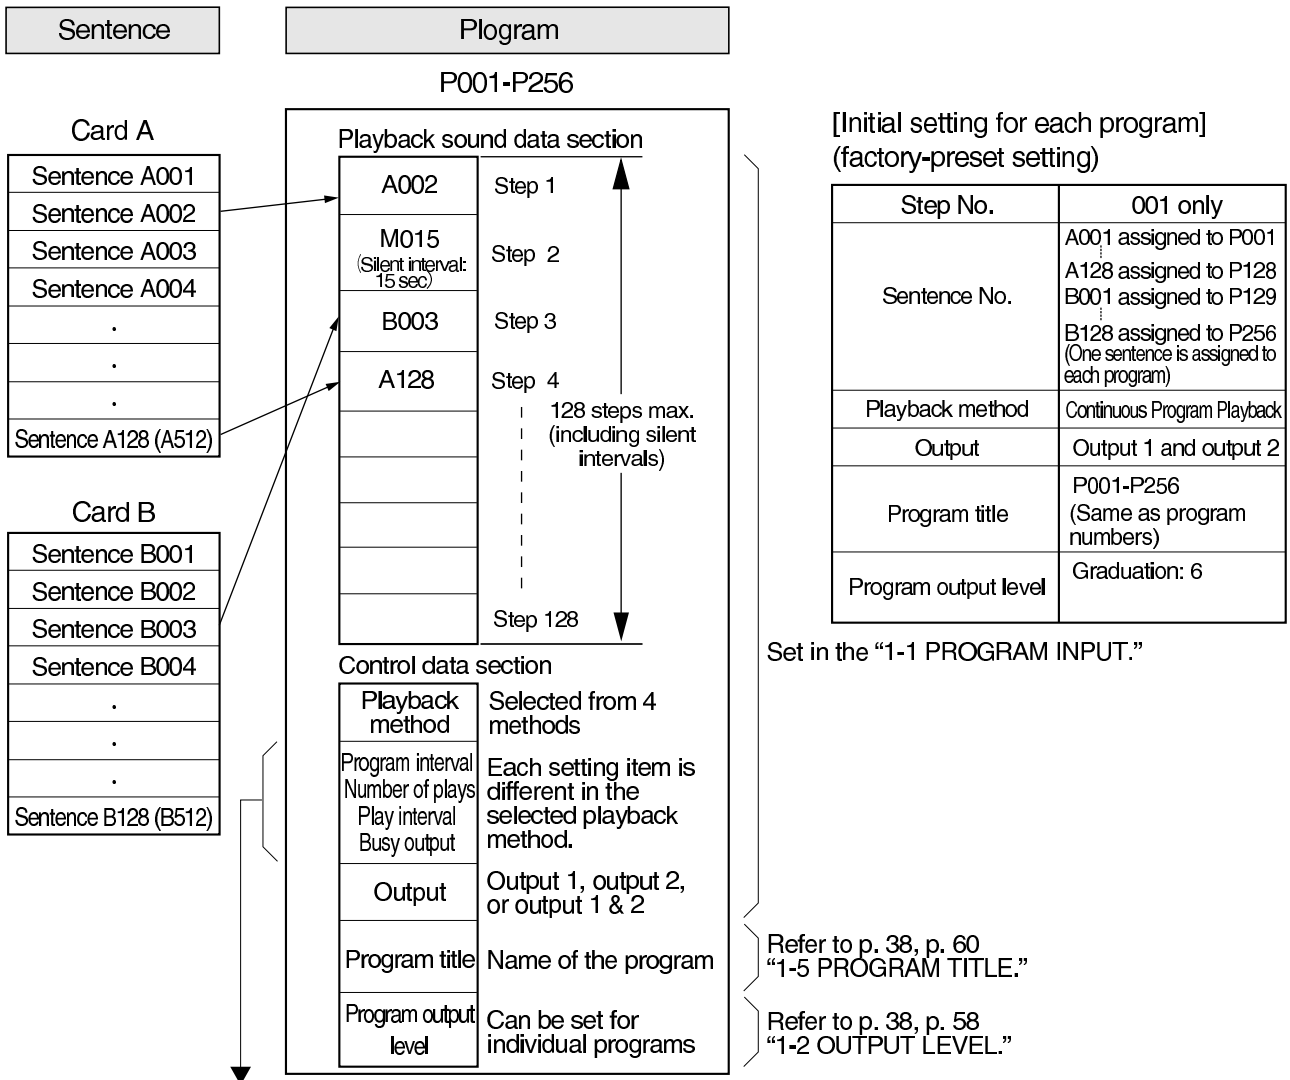 Sentence
Plogram
P001-P256
Card A
Sentence A001
Sentence A002
Sentence A003
Sentence A004
.
.
.
Sentence A128 (A512)
Card B
Sentence B001
Sentence B002
Sentence B003
Sentence B004
.
.
.
Sentence B128 (B512)
Playback sound data section
A002
Step 1
M015
(Silent interval:
15 sec)
Step 2
B003
Step 3
A128
Step 4
128 steps max.
(including silent
intervals)
Step 128
Control data section
Playback
method
Selected from 4
methods
Program interval
Number of plays
Play interval
Busy output
Each setting item is
different in the
selected playback
method.
Output
Output 1, output 2,
or output 1 & 2
Program title
Name of the program
Program output
level
Can be set for
individual programs
[Initial setting for each program]
(factory-preset setting)
Step No.
001 only
Sentence No.
A001 assigned to P001
A128 assigned to P128
B001 assigned to P129
B128 assigned to P256
(One sentence is assigned to
each program)
Playback method
Continuous Program Playback
Output
Output 1 and output 2
Program title
P001-P256
(Same as program
numbers)
Program output level
Graduation: 6
Set in the “1-1 PROGRAM INPUT.”
Refer to p. 38, p. 60
“1-5 PROGRAM TITLE.”
Refer to p. 38, p. 58
“1-2 OUTPUT LEVEL.”